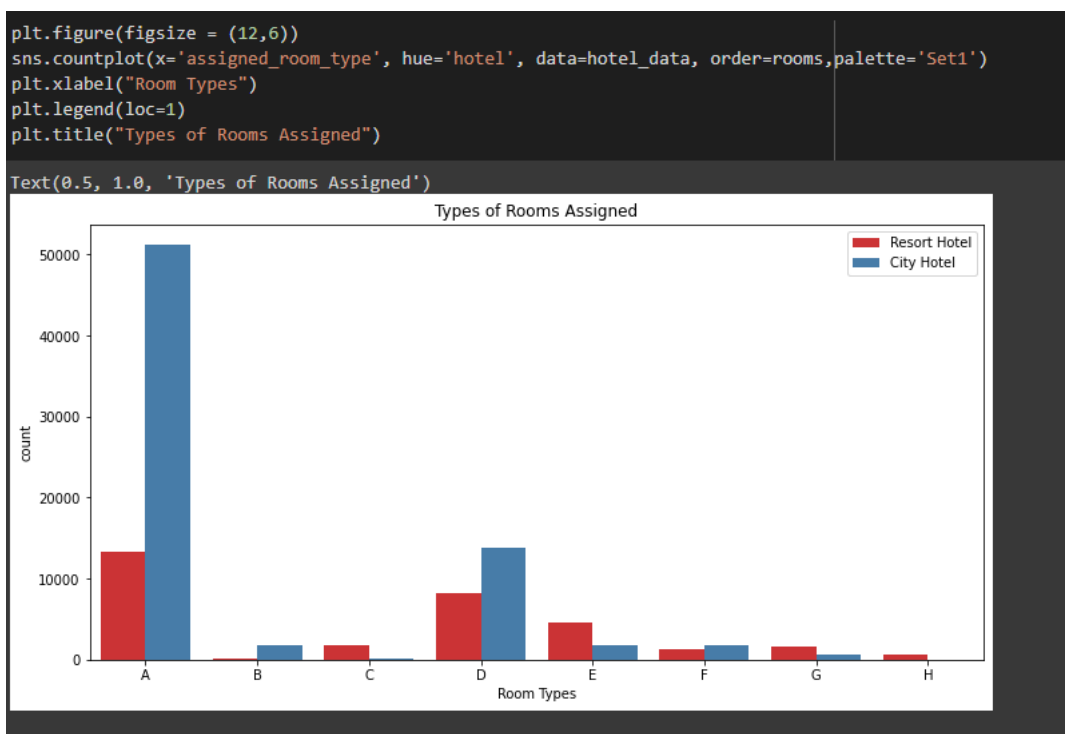 plt.figure(figsize = (12,6))
sns.countplot(x='assigned_room_type', hue='hotel', data=hotel_data, order=rooms,palette='Set1')
plt.xlabel("Room Types")
plt.legend(loc=1)
plt.title("Types of Rooms Assigned")
Text(0.5, 1.0, 'Types of Rooms Assigned')
Types of Rooms Assigned
Resort Hotel
City Hotel
50000
40000
30000
20000
10000
0
count
A B C D E F G H
Room Types